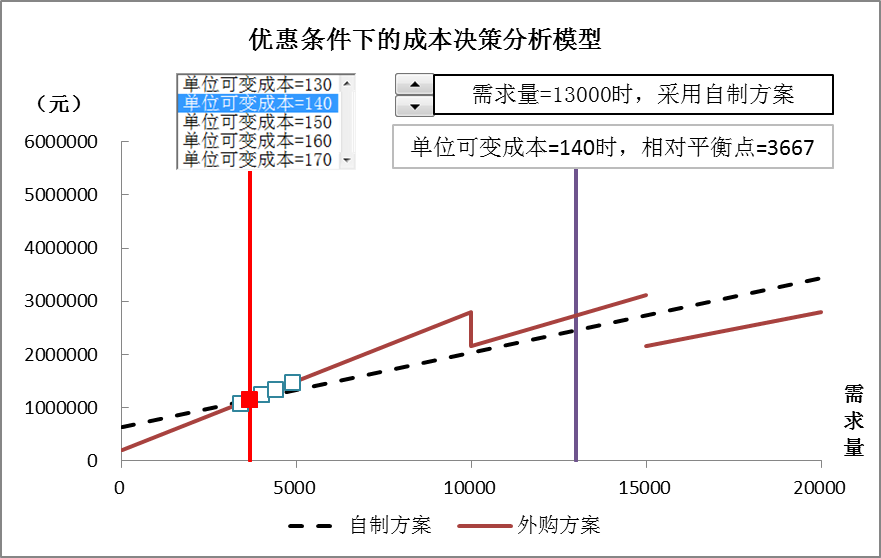 优惠条件下的成本决策分析模型
单位可变成本=130
单位可变成本=140
单位可变成本=150
单位可变成本=160
单位可变成本=170
需求量=13000时，采用自制方案
单位可变成本=140时，相对平衡点=3667
（元）
6000000
5000000
4000000
3000000
2000000
1000000
0
0 5000 10000 15000 20000
需求量
自制方案 外购方案